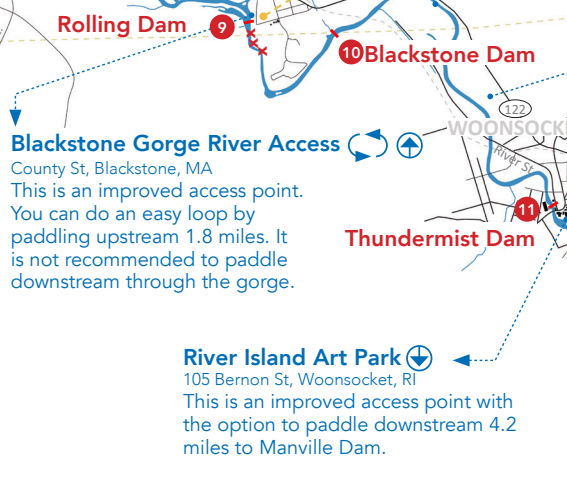 Rolling Dam
9
10
Blackstone Dam
122
WOONSOCK
River St
Blackstone Gorge River Access
County St, Blackstone, MA
This is an improved access point.
You can do an easy loop by
paddling upstream 1.8 miles. It
is not recommended to paddle
downstream through the gorge.
11
Thundermist Dam
River Island Art Park
105 Bernon St, Woonsocket, RI
This is an improved access point with
the option to paddle downstream 4.2
miles to Manville Dam.